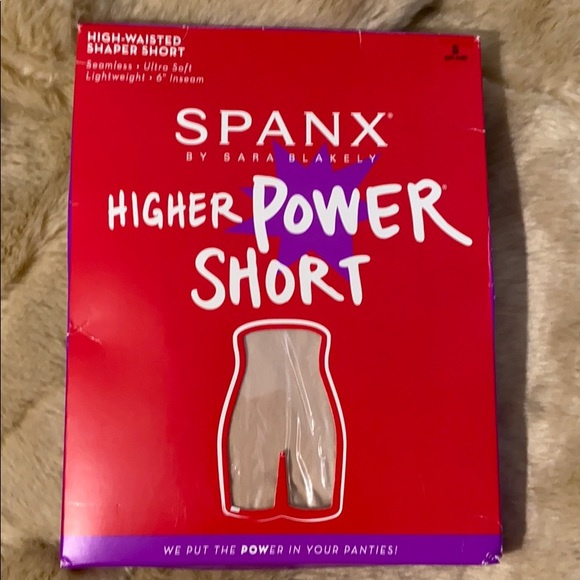 HIGH-WAISTED
SHAPER SHORT
Seamless • Ultra Soft
Lightweight • 6" Inseam
S
SPANX®
BY SARA BLAKELY
HIGHER POWER®
SHORT
WE PUT THE POWER IN YOUR PANTIES!